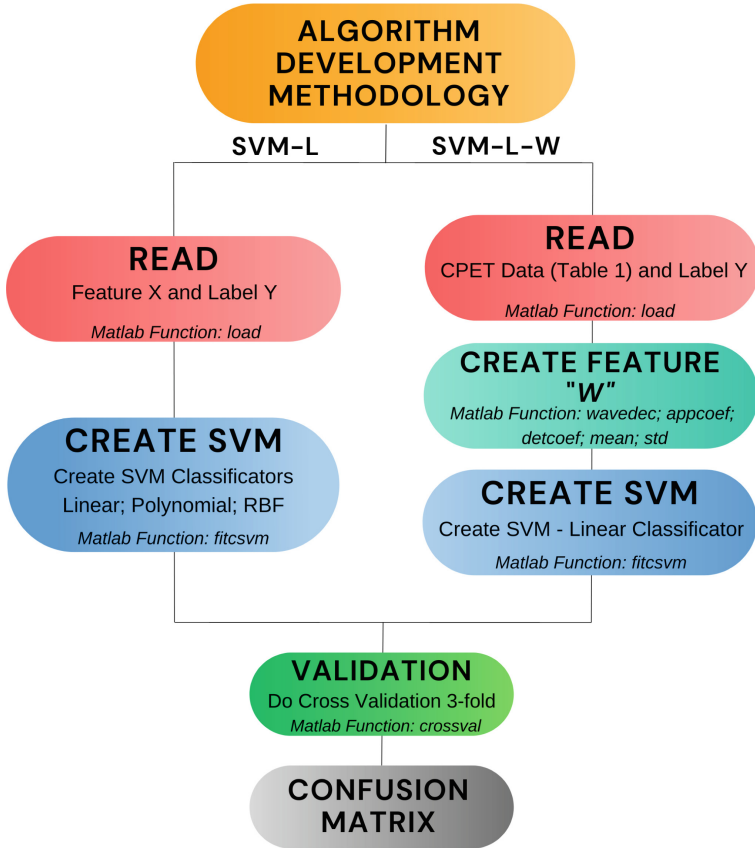 ALGORITHM
DEVELOPMENT
METHODOLOGY
SVM-L
SVM-L-W
READ
Feature X and Label Y
Matlab Function: load
CREATE SVM
Create SVM Classificators
Linear; Polynomial; RBF
Matlab Function: fitcsvm
READ
CPET Data (Table 1) and Label Y
Matlab Function: load
CREATE FEATURE
"W"
Matlab Function: wavedec; appcoef;
detcoef; mean; std
CREATE SVM
Create SVM - Linear Classificator
Matlab Function: fitcsvm
VALIDATION
Do Cross Validation 3-fold
Matlab Function: crossval
CONFUSION
MATRIX